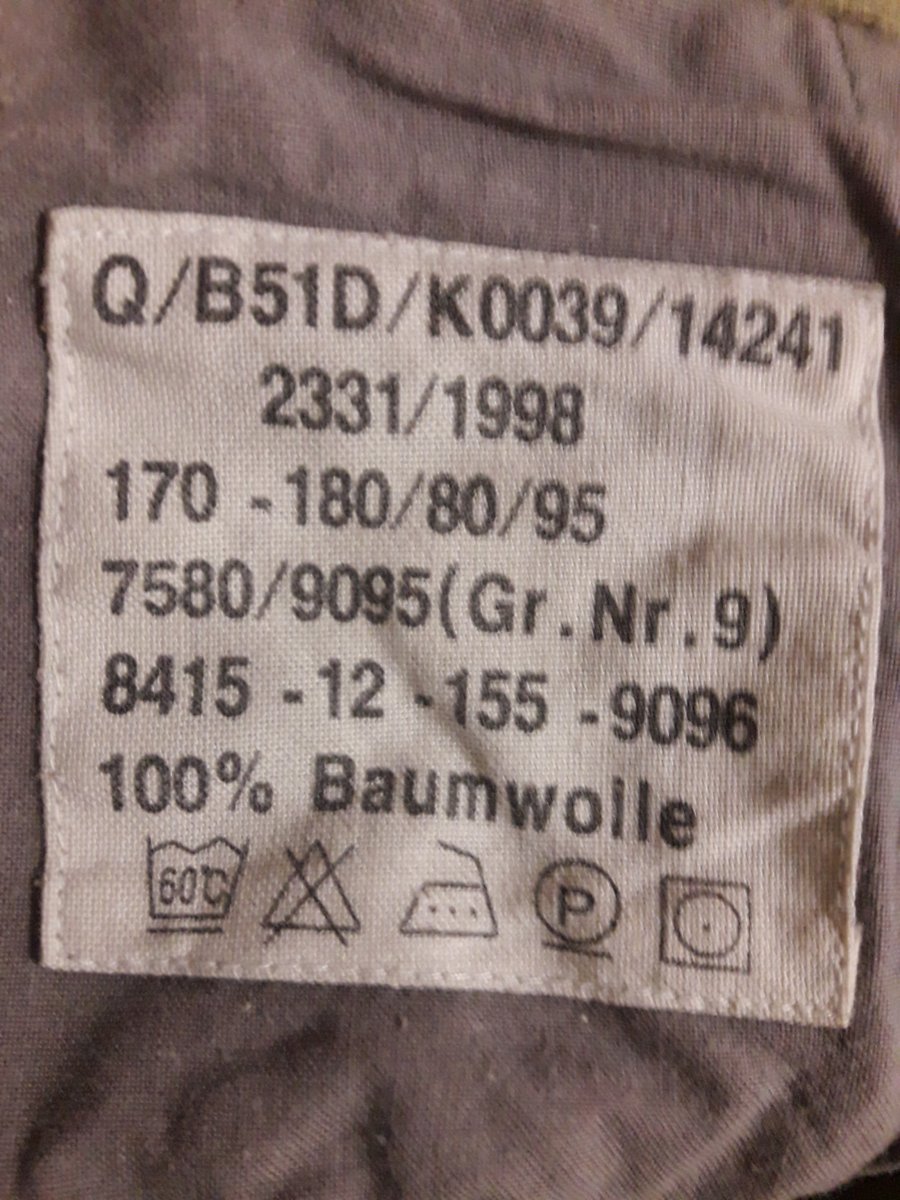 Q/B51D/K0039/14241
2331/1998
170 -180/80/95
7580/9095(Gr.Nr.9)
8415 -12 -155 -9096
100% Baumwolle
60°C P